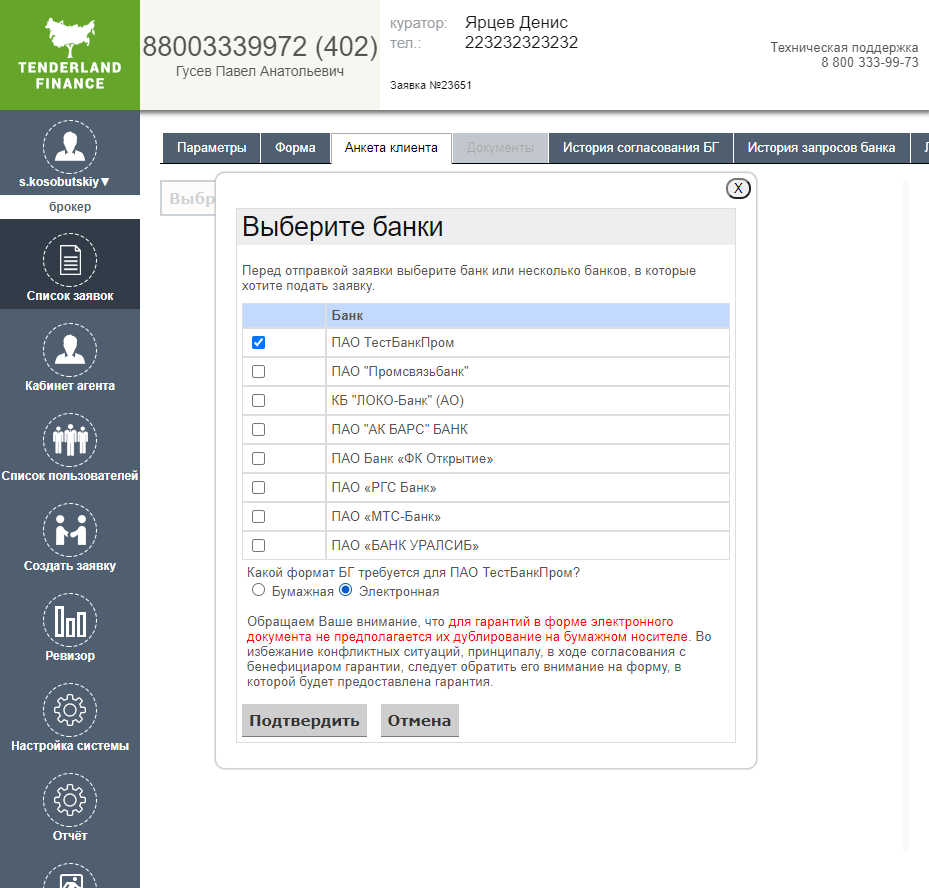 TENDERLAND
FINANCE
88003339972 (402)
Гусев Павел Анатольевич
куратор: Ярцев Денис
тел.: 223232323232
Заявка №23651
Техническая поддержка
8 800 333-99-73
s.kosobutskiy▼
брокер
Список заявок
Кабинет агента
Список пользователей
Создать заявку
Ревизор
Настройка системы
Отчёт
Параметры Форма Анкета клиента Документы История согласования БГ История запросов банка
Выбр
X
Выберите банки
Перед отправкой заявки выберите банк или несколько банков, в которые
хотите подать заявку.
Банк
ПАО ТестБанкПром
ПАО "Промсвязьбанк"
КБ "ЛОКО-Банк" (АО)
ПАО "АК БАРС" БАНК
ПАО Банк «ФК Открытие»
ПАО «РГС Банк»
ПАО «МТС-Банк»
ПАО «БАНК УРАЛСИБ»
Какой формат БГ требуется для ПАО ТестБанкПром?
Бумажная Электронная
Обращаем Ваше внимание, что для гарантий в форме электронного
документа не предполагается их дублирование на бумажном носителе. Во
избежание конфликтных ситуаций, принципалу, в ходе согласования с
бенефициаром гарантии, следует обратить его внимание на форму, в
которой будет предоставлена гарантия.
Подтвердить Отмена